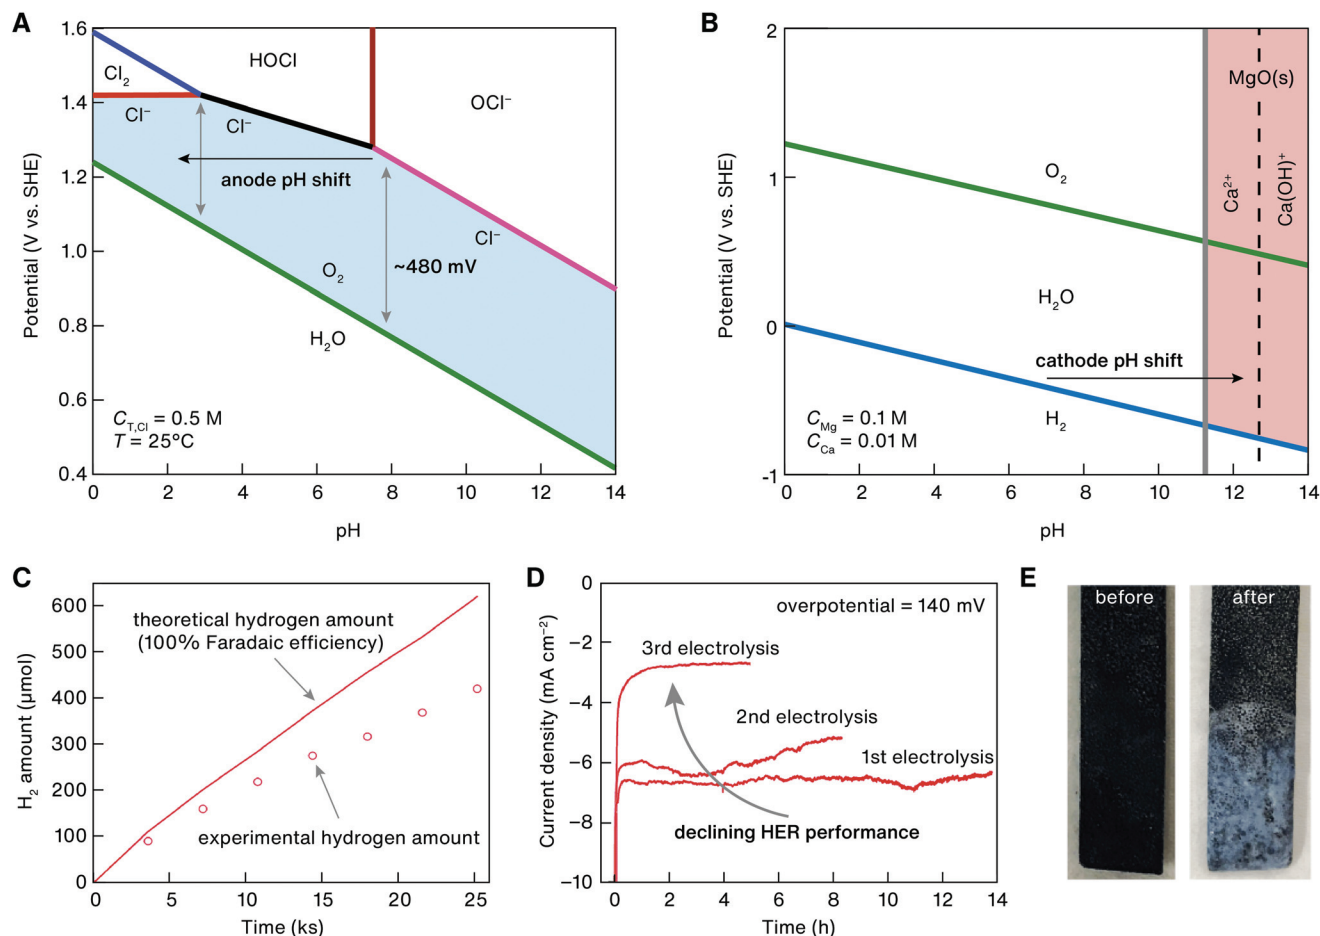 A
1.6
1.4
1.2
1.0
0.8
0.6
0.4
Potential (V vs. SHE)
HOCl
Cl₂
OCl⁻
Cl⁻
Cl⁻
anode pH shift
Cl⁻
~480 mV
O₂
H₂O
C_T,Cl = 0.5 M
T = 25°C
0 2 4 6 8 10 12 14
pH
B
2
1
0
-1
Potential (V vs. SHE)
MgO(s)
Ca²⁺
Ca(OH)⁺
O₂
H₂O
cathode pH shift
H₂
C_Mg = 0.1 M
C_Ca = 0.01 M
0 2 4 6 8 10 12 14
pH
C
600
500
400
300
200
100
0
H₂ amount (µmol)
theoretical hydrogen amount
(100% Faradaic efficiency)
experimental hydrogen amount
0 5 10 15 20 25
Time (ks)
D
0
−2
−4
−6
−8
−10
Current density (mA cm⁻²)
overpotential = 140 mV
3rd electrolysis
2nd electrolysis
1st electrolysis
declining HER performance
0 2 4 6 8 10 12 14
Time (h)
E
before
after